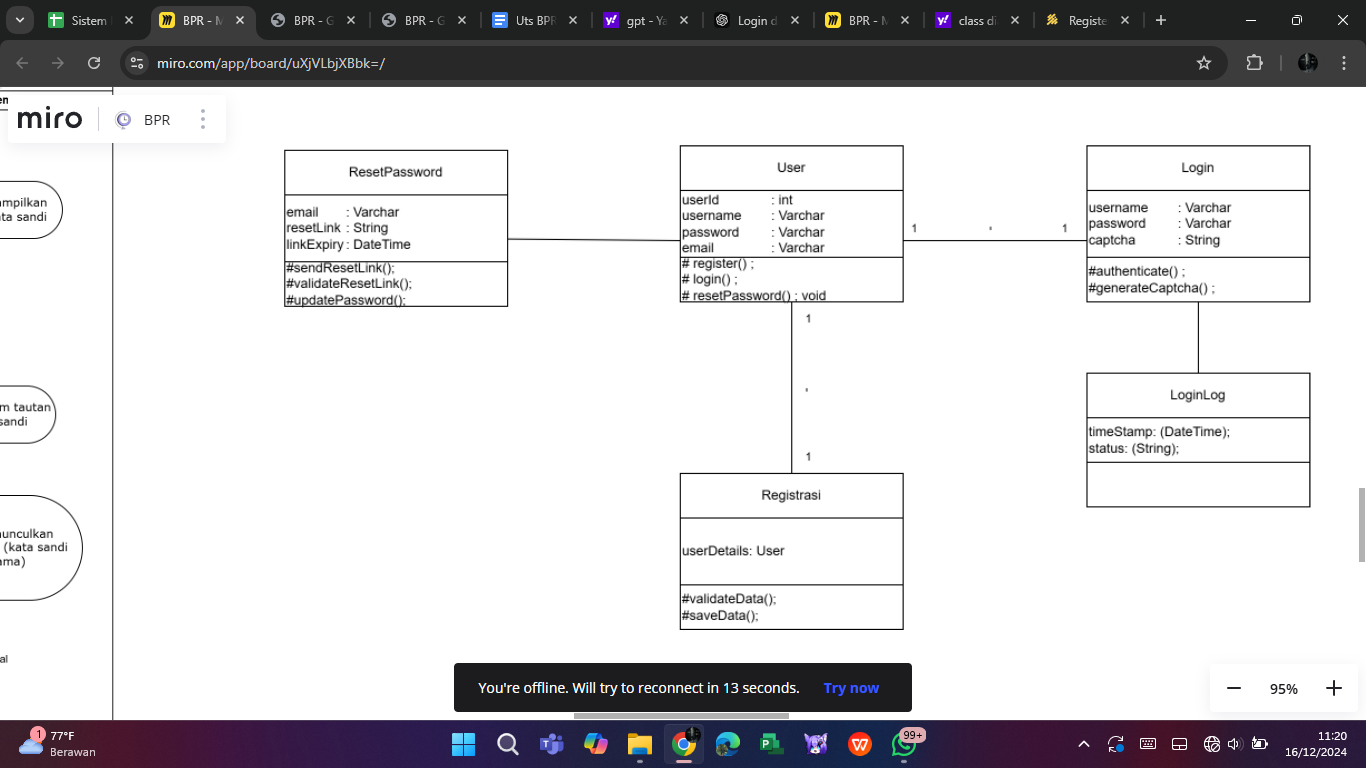 Sistem
BPR - M
BPR - G
BPR - G
Uts BPR
gpt - Ya
Login d
BPR - M
class di
Registe
miro.com/app/board/uXjVLbjXBbk=/
miro
BPR
ampilkan
ta sandi
m tautan
sandi
nunculkan
(kata sandi
ama)
al
ResetPassword
email : Varchar
resetLink : String
linkExpiry : DateTime
#sendResetLink();
#validateResetLink();
#updatePassword();
User
userId : int
username : Varchar
password : Varchar
email : Varchar
# register() ;
# login() ;
# resetPassword() ; void
1
1
Login
username : Varchar
password : Varchar
captcha : String
#authenticate() ;
#generateCaptcha() ;
1
1
LoginLog
timeStamp: (DateTime);
status: (String);
Registrasi
userDetails: User
#validateData();
#saveData();
You're offline. Will try to reconnect in 13 seconds. Try now
95%
1
77°F
Berawan
99+
11:20
16/12/2024